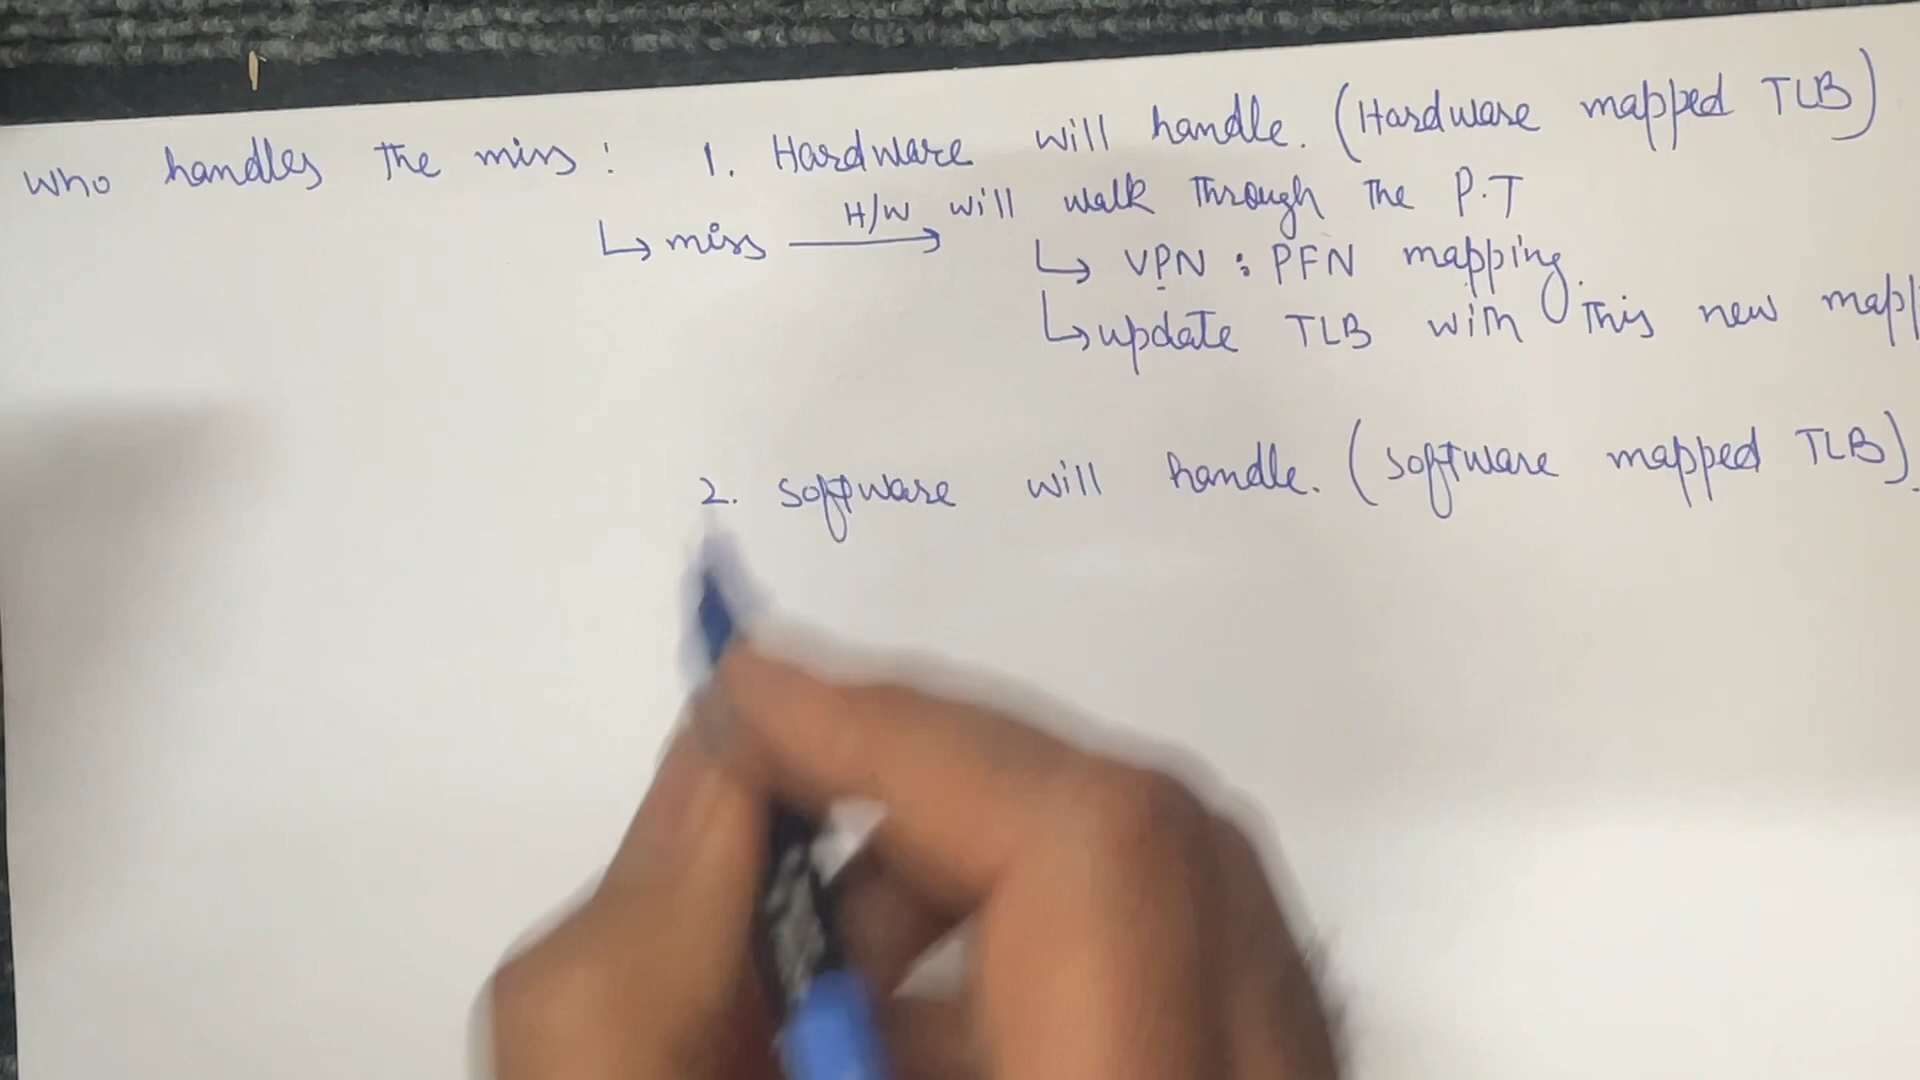 Who handles the miss : 1. Hardware will handle. (Hardware mapped TLB)
↳ miss H/W → will walk through the P.T
↳ VPN : PFN mapping.
↳ update TLB with this new mapp
2. software will handle. (software mapped TLB).